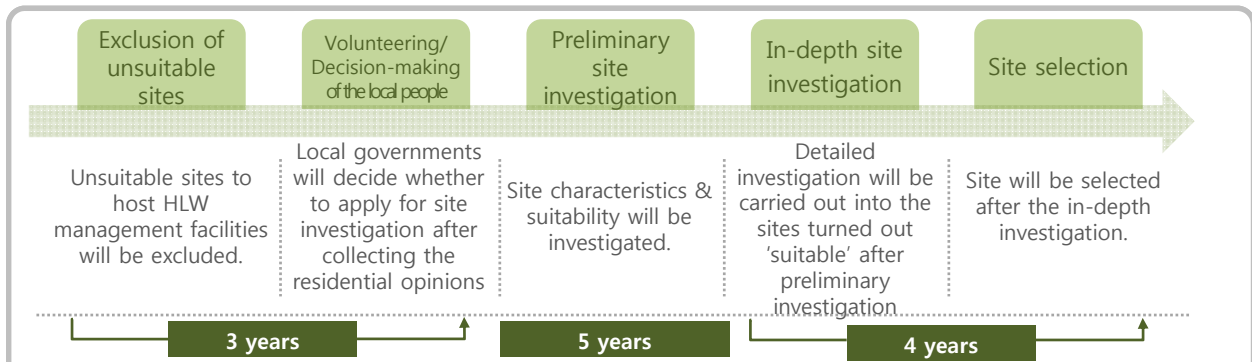 Exclusion of
unsuitable
sites
Volunteering/
Decision-making
of the local people
Preliminary
site
investigation
In-depth site
investigation
Site selection
Unsuitable sites to
host HLW
management facilities
will be excluded.
Local governments
will decide whether
to apply for site
investigation after
collecting the
residential opinions
Site characteristics &
suitability will be
investigated.
Detailed
investigation will be
carried out into the
sites turned out
'suitable' after
preliminary
investigation
Site will be selected
after the in-depth
investigation.
3 years
5 years
4 years